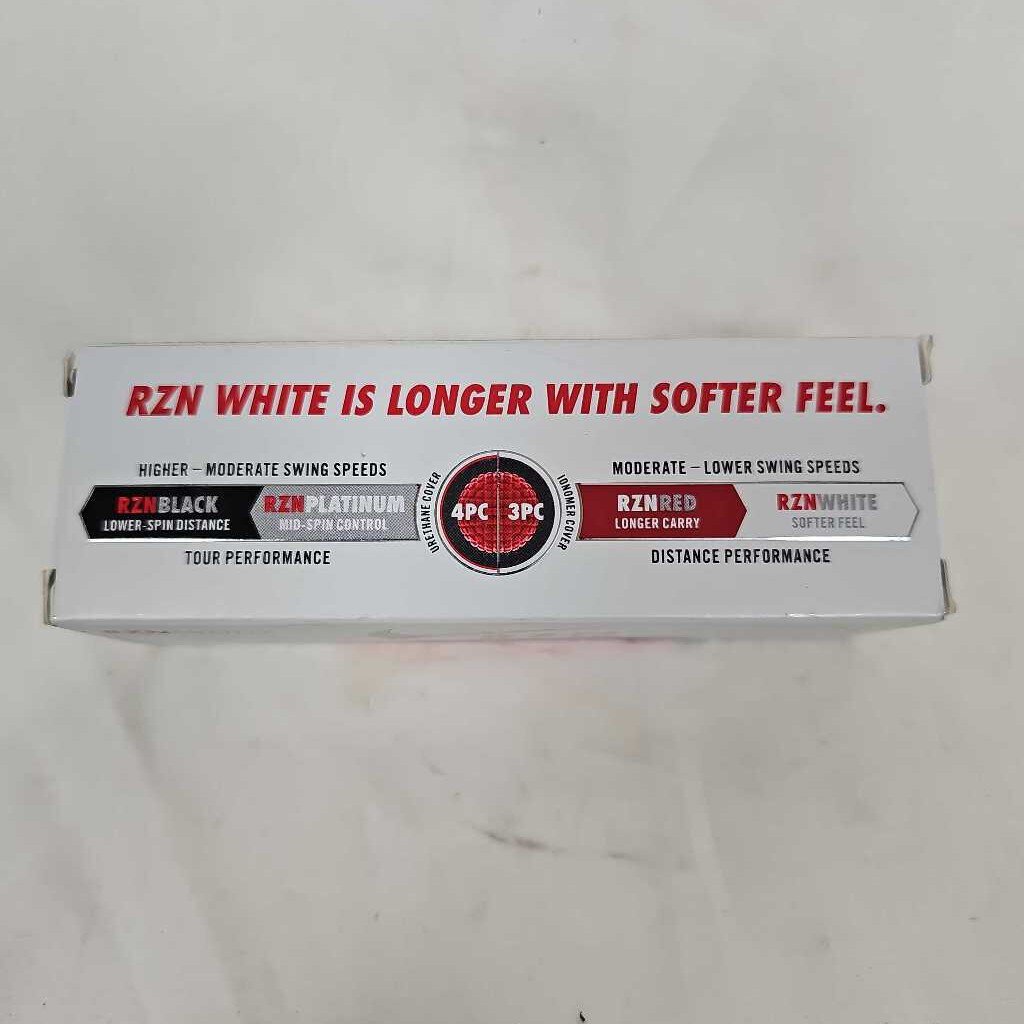 RZN WHITE IS LONGER WITH SOFTER FEEL.
HIGHER – MODERATE SWING SPEEDS
RZNBLACK
LOWER-SPIN DISTANCE
RZNPLATINUM
MID-SPIN CONTROL
TOUR PERFORMANCE
URETHANE COVER
4PC
3PC
IONOMER COVER
MODERATE – LOWER SWING SPEEDS
RZNRED
LONGER CARRY
RZNWHITE
SOFTER FEEL
DISTANCE PERFORMANCE